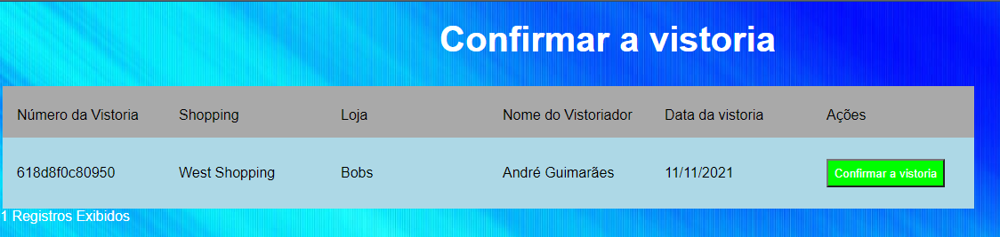 Confirmar a vistoria
Número da Vistoria Shopping Loja Nome do Vistoriador Data da vistoria Ações
618d8f0c80950 West Shopping Bobs André Guimarães 11/11/2021 Confirmar a vistoria
1 Registros Exibidos